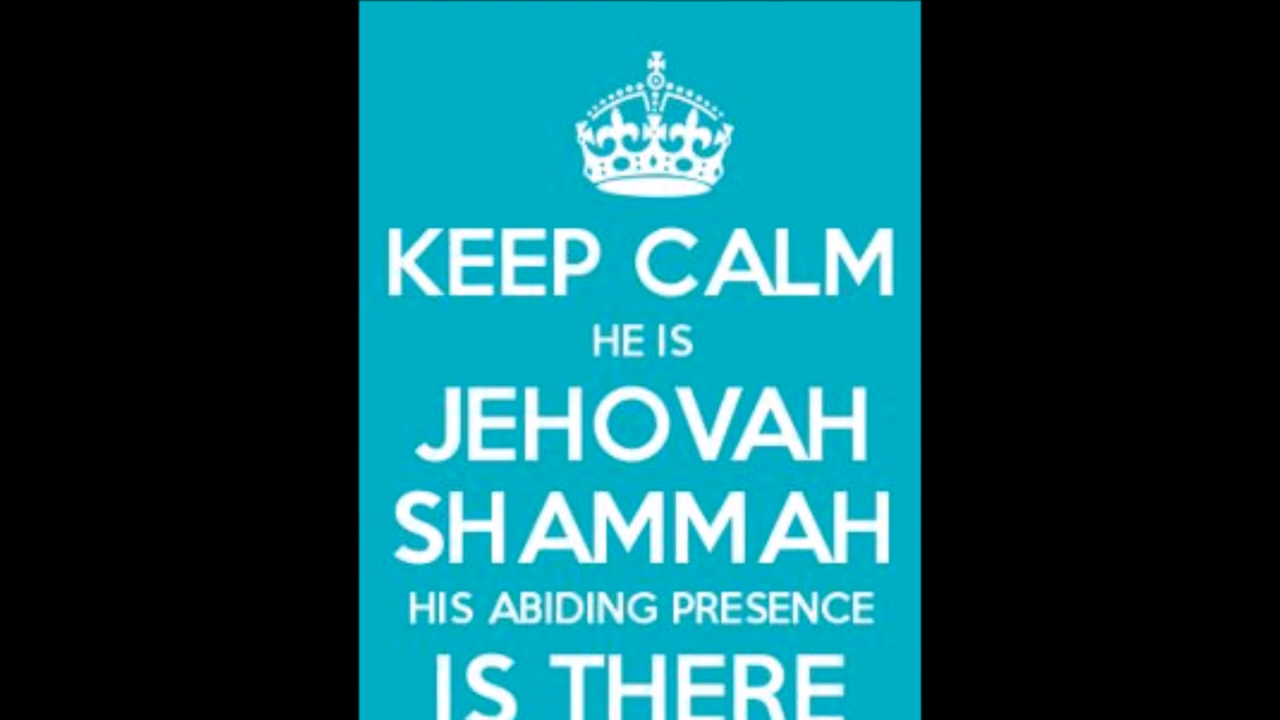 KEEP CALM
HE IS
JEHOVAH
SHAMMAH
HIS ABIDING PRESENCE
IS THERE